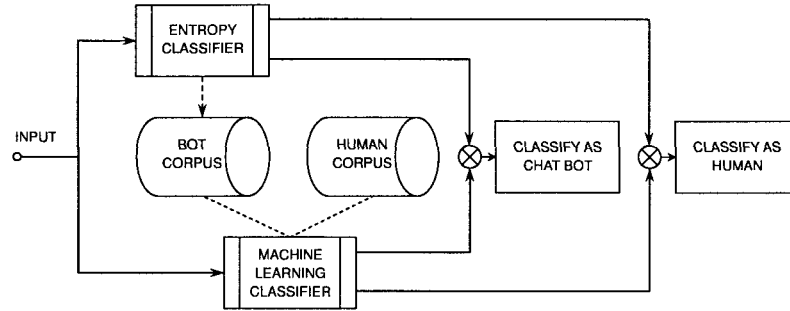 ENTROPY
CLASSIFIER
INPUT
BOT
CORPUS
HUMAN
CORPUS
CLASSIFY AS
CHAT BOT
CLASSIFY AS
HUMAN
MACHINE
LEARNING
CLASSIFIER